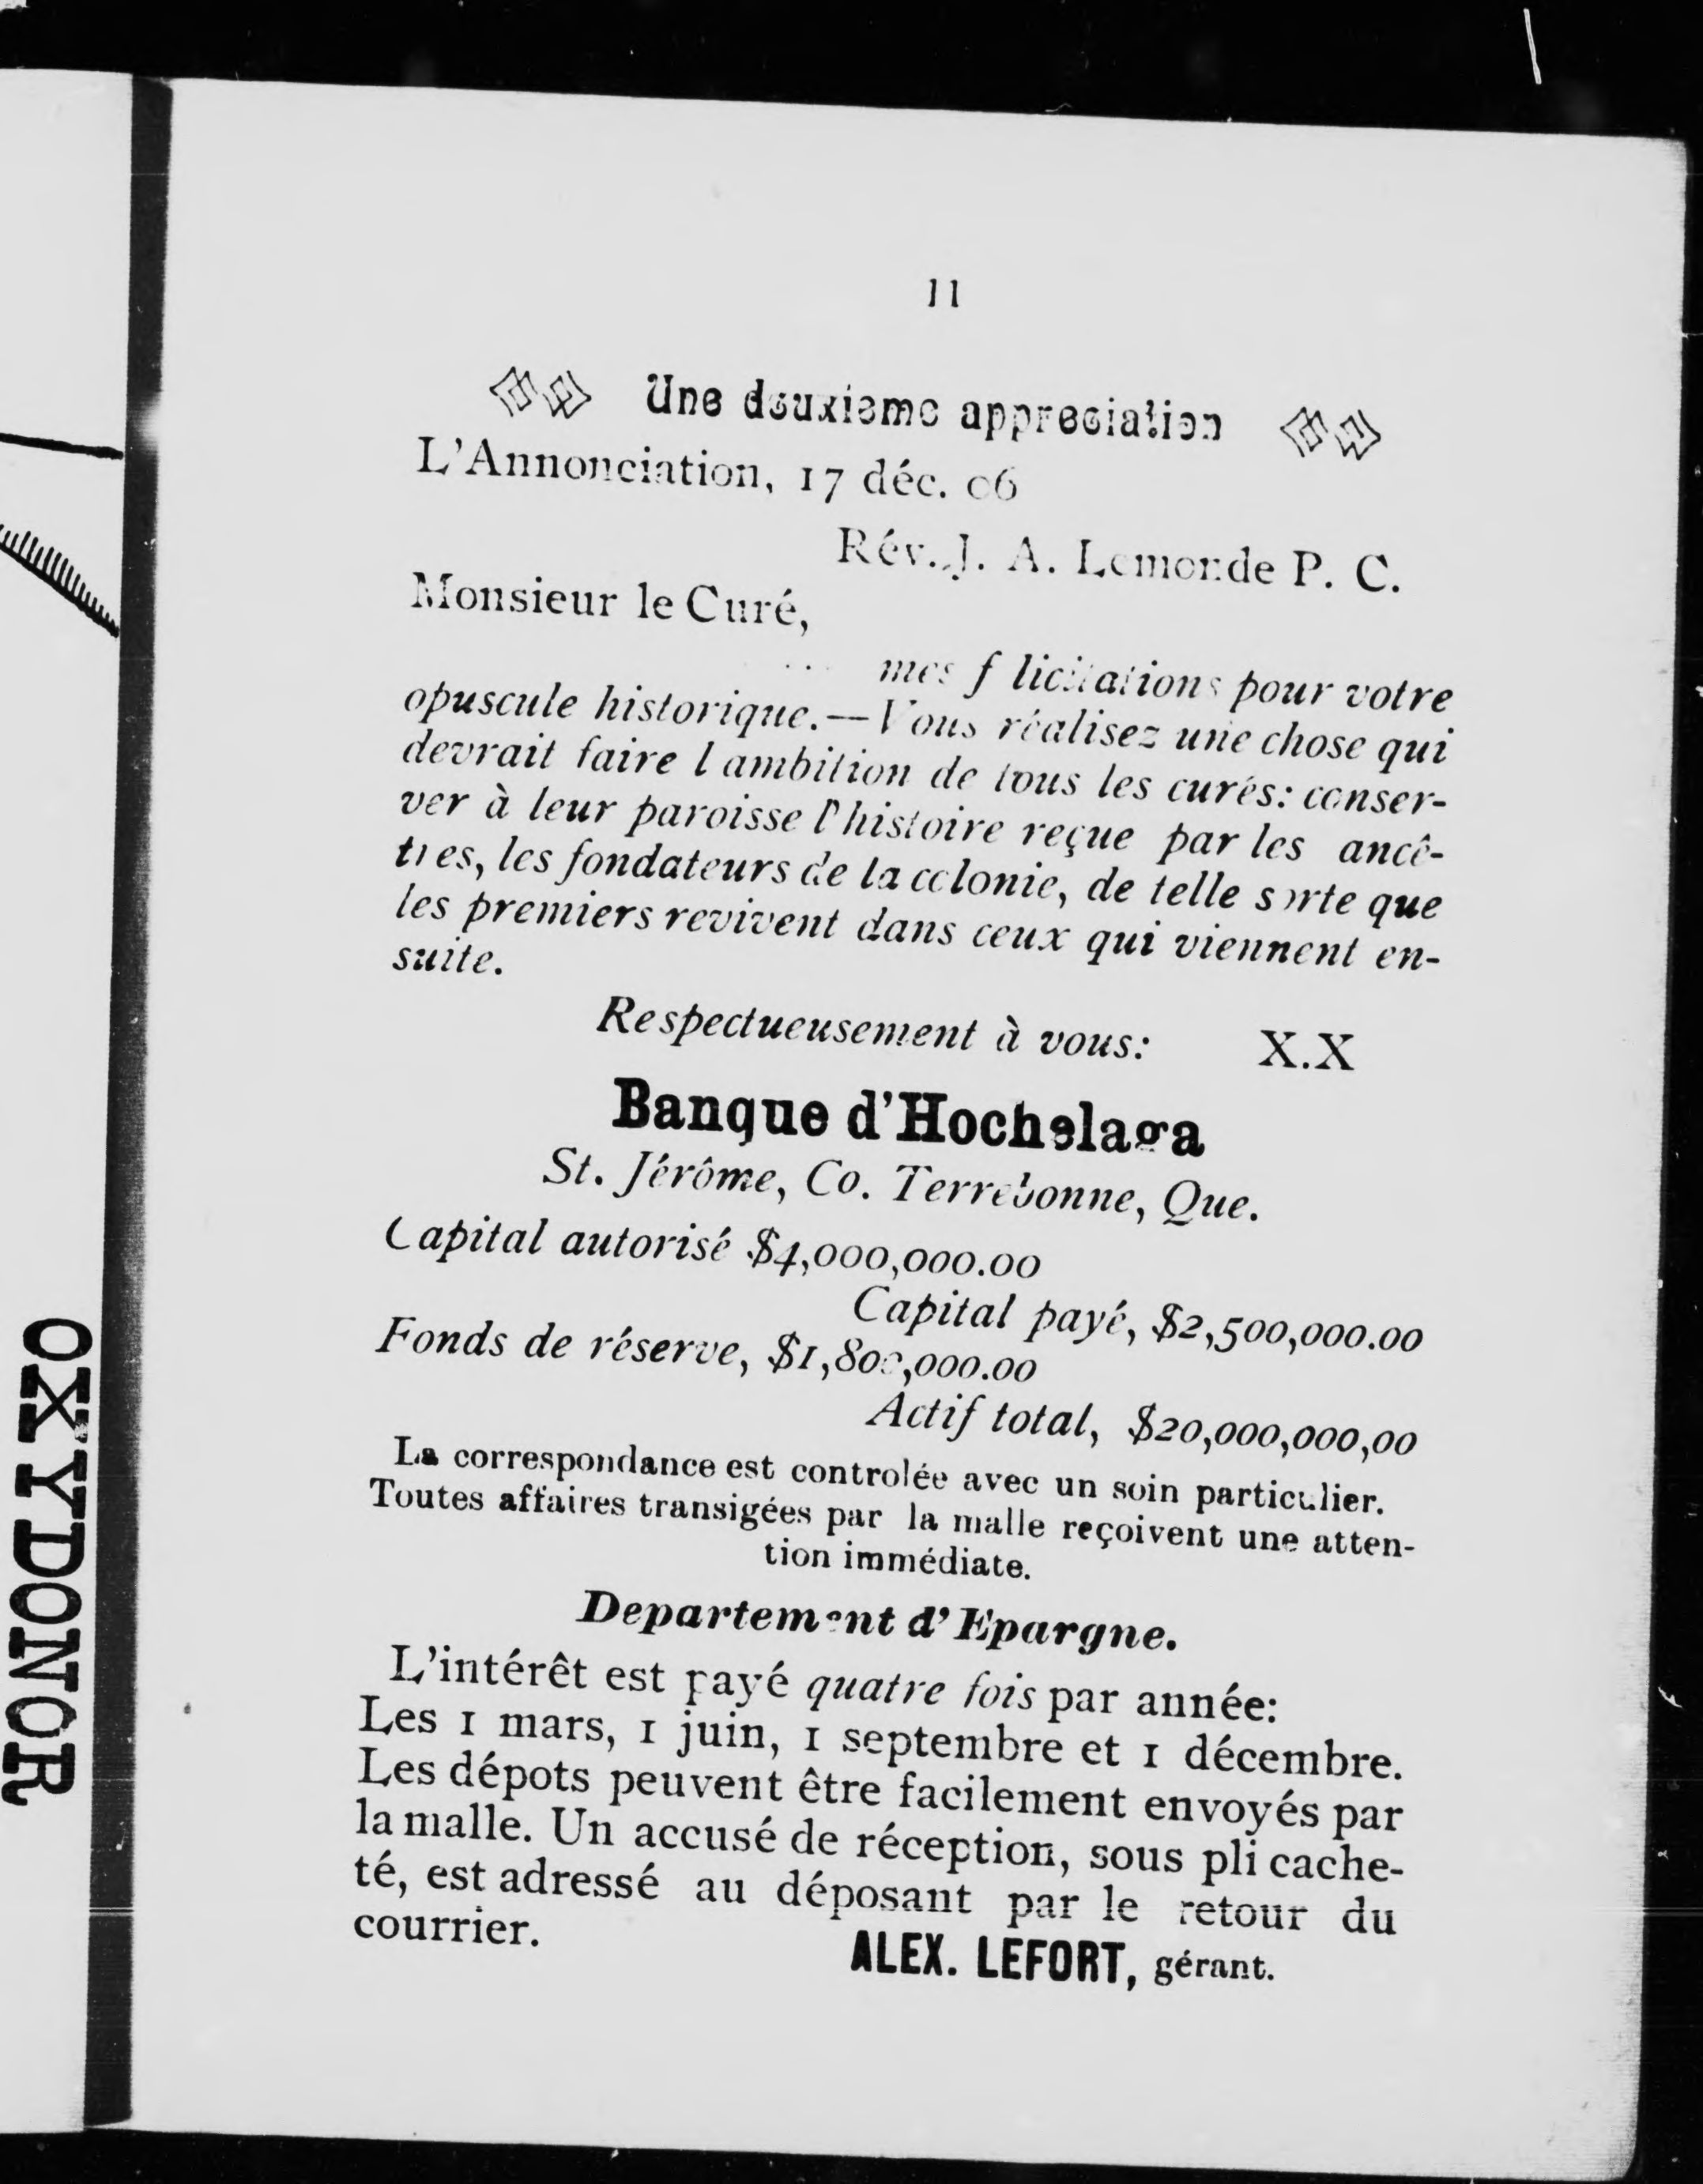 11
Une deuxieme appreciation
L'Annonciation, 17 déc. 06
Rév. J. A. Lemonde P. C.
Monsieur le Curé,
... mes félicitations pour votre
opuscule historique.—Vous réalisez une chose qui
devrait faire l'ambition de tous les curés: conser-
ver à leur paroisse l'histoire reçue par les ancê-
tres, les fondateurs de la colonie, de telle sorte que
les premiers revivent dans ceux qui viennent en-
suite.
Respectueusement à vous: X.X
Banque d'Hochelaga
St. Jérôme, Co. Terrebonne, Que.
Capital autorisé $4,000,000.00
Capital payé, $2,500,000.00
Fonds de réserve, $1,800,000.00
Actif total, $20,000,000,00
La correspondance est controlée avec un soin particulier.
Toutes affaires transigées par la malle reçoivent une atten-
tion immédiate.
Departement d'Epargne.
L'intérêt est payé quatre fois par année:
Les 1 mars, 1 juin, 1 septembre et 1 décembre.
Les dépots peuvent être facilement envoyés par
la malle. Un accusé de réception, sous pli cache-
té, est adressé au déposant par le retour du
courrier.
ALEX. LEFORT, gérant.
OXYDONOR